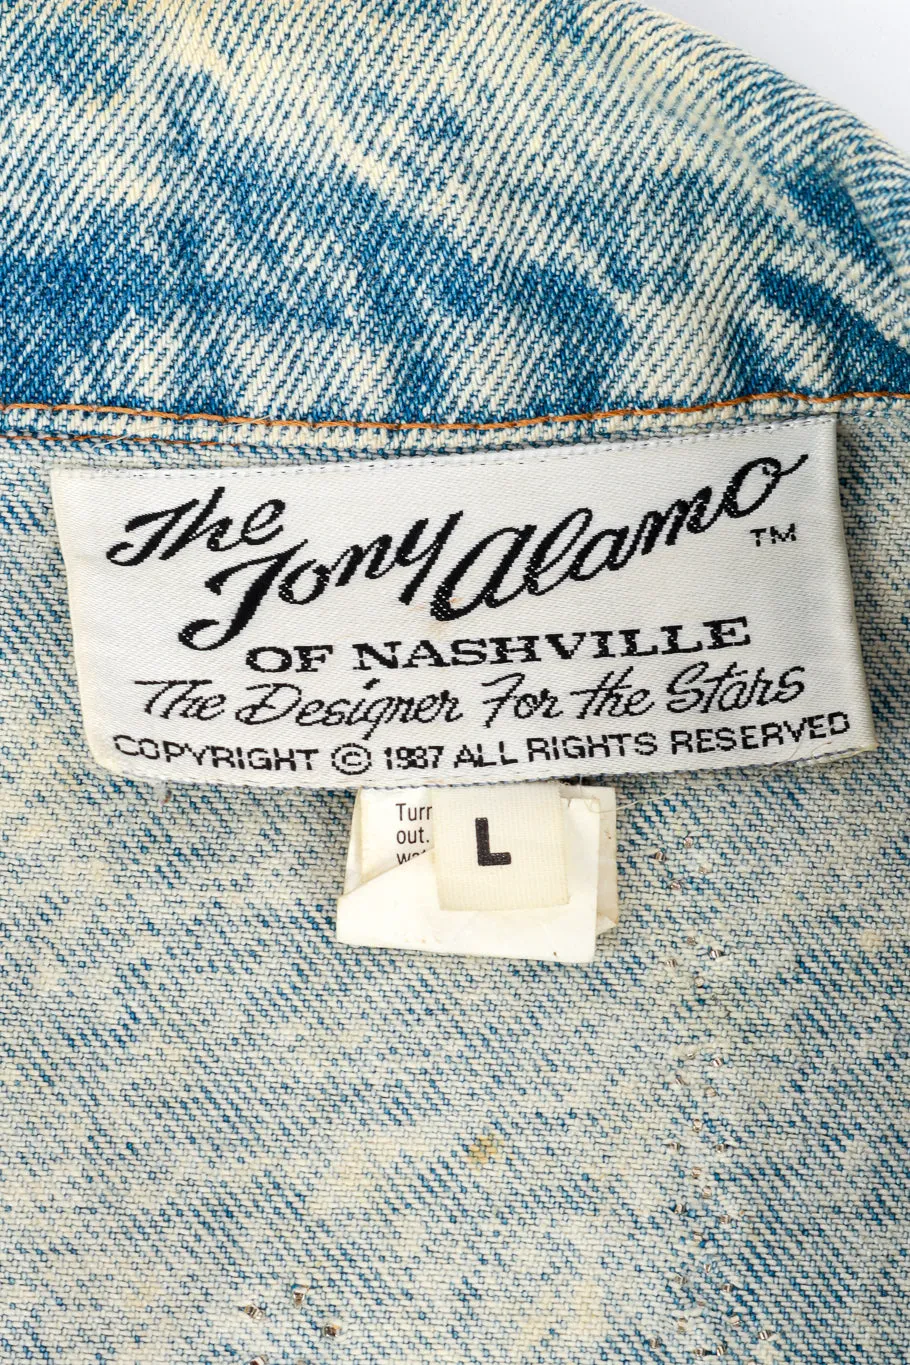 The
Tony Alamo
TM
OF NASHVILLE
The Designer For the Stars
COPYRIGHT © 1987 ALL RIGHTS RESERVED
Turn
out.
L